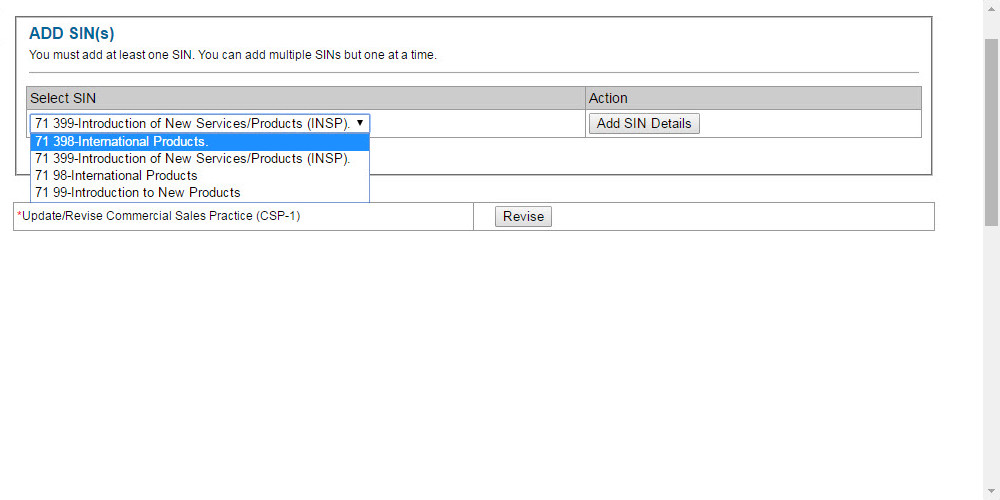 ADD SIN(s)
You must add at least one SIN. You can add multiple SINs but one at a time.
Select SIN Action
71 399-Introduction of New Services/Products (INSP). Add SIN Details
71 398-International Products.
71 399-Introduction of New Services/Products (INSP).
71 98-International Products
71 99-Introduction to New Products
*Update/Revise Commercial Sales Practice (CSP-1) Revise